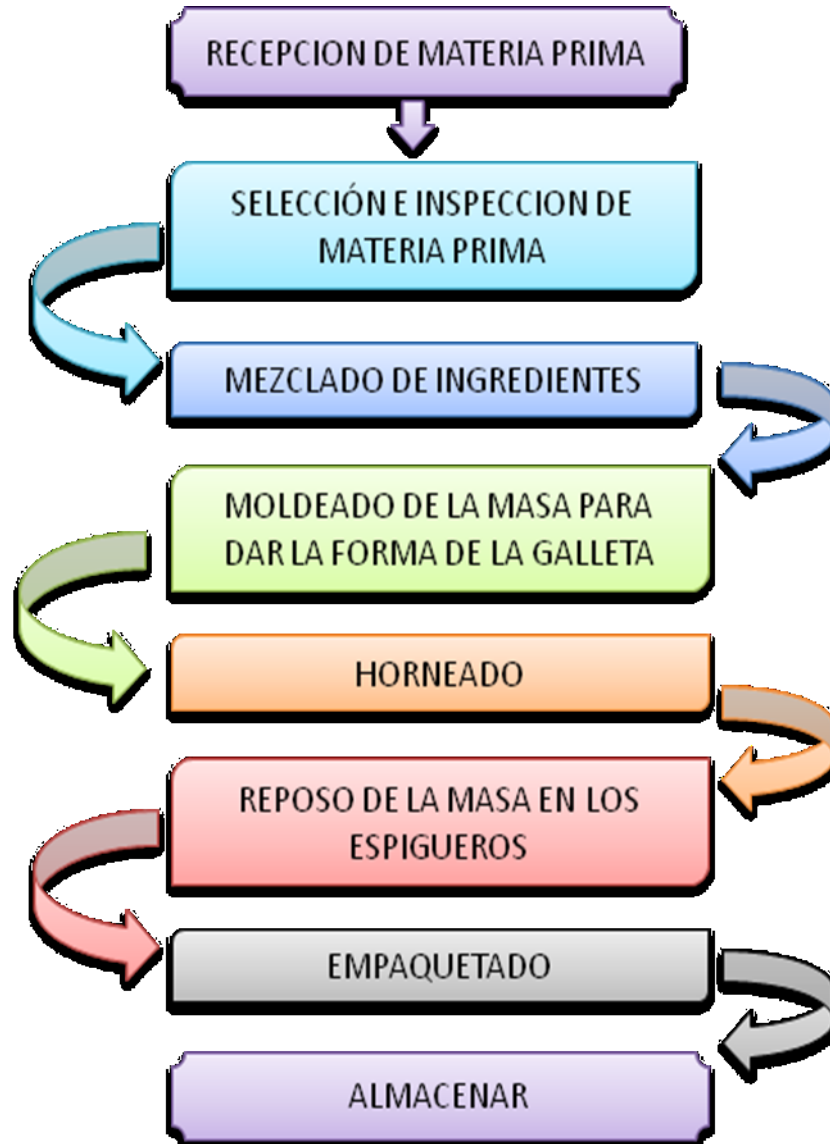 RECEPCION DE MATERIA PRIMA
SELECCIÓN E INSPECCION DE
MATERIA PRIMA
MEZCLADO DE INGREDIENTES
MOLDEADO DE LA MASA PARA
DAR LA FORMA DE LA GALLETA
HORNEADO
REPOSO DE LA MASA EN LOS
ESPIGUEROS
EMPAQUETADO
ALMACENAR